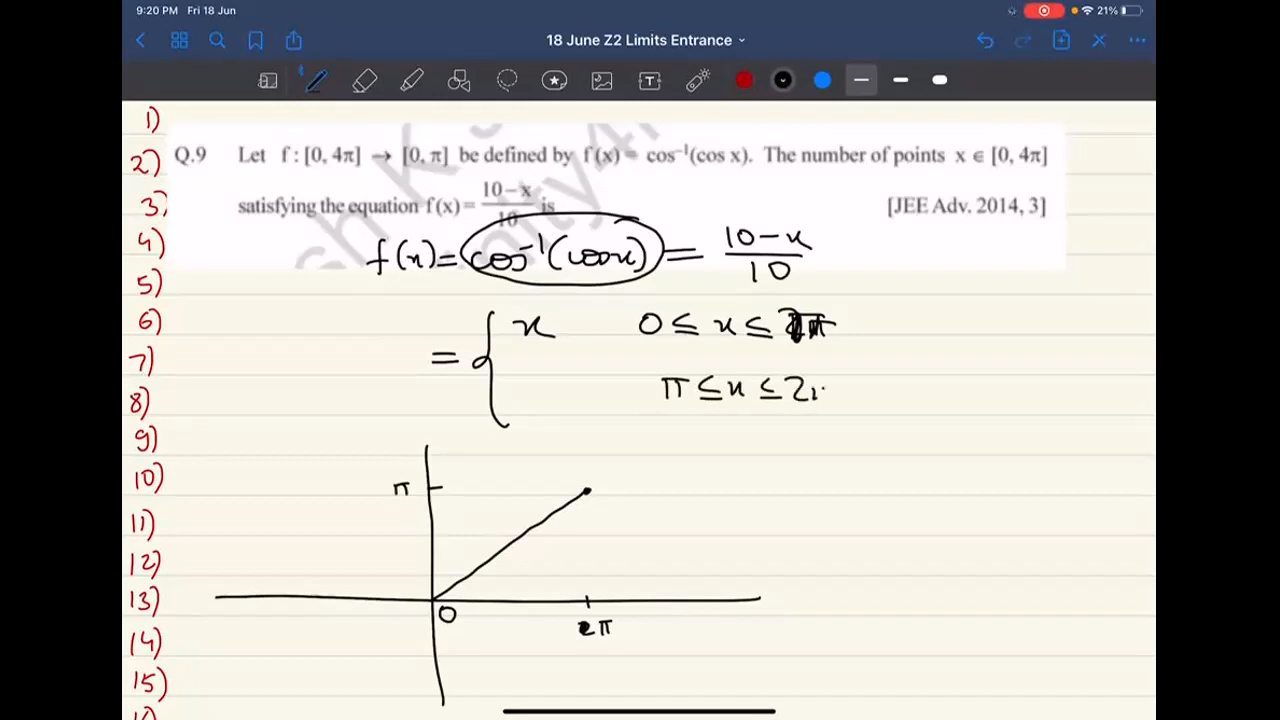 9:20 PM Fri 18 Jun
21%
18 June Z2 Limits Entrance
1)
2) Q.9 Let f : [0, 4π] → [0, π] be defined by f (x) = cos⁻¹(cos x). The number of points x ∈ [0, 4π]
3) satisfying the equation f(x) = (10 – x)/10 is [JEE Adv. 2014, 3]
4) f(x) = cos⁻¹(cos x) = (10 – x)/10
5)
6) = { x 0 ≤ x ≤ π
7)
8) π ≤ x ≤ 2
9)
10) π
11)
12)
13)
0
14) π
15)